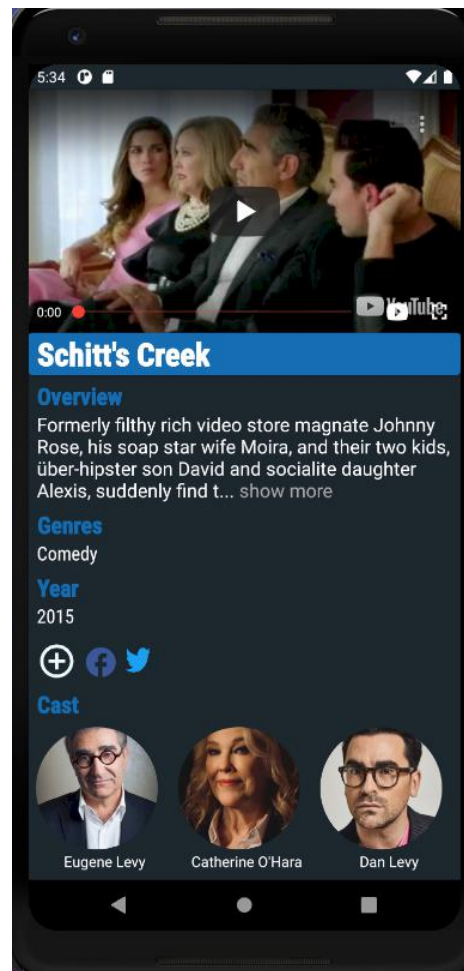 5:34
0:00
YouTube
Schitt's Creek
Overview
Formerly filthy rich video store magnate Johnny
Rose, his soap star wife Moira, and their two kids,
über-hipster son David and socialite daughter
Alexis, suddenly find t... show more
Genres
Comedy
Year
2015
Cast
Eugene Levy Catherine O'Hara Dan Levy